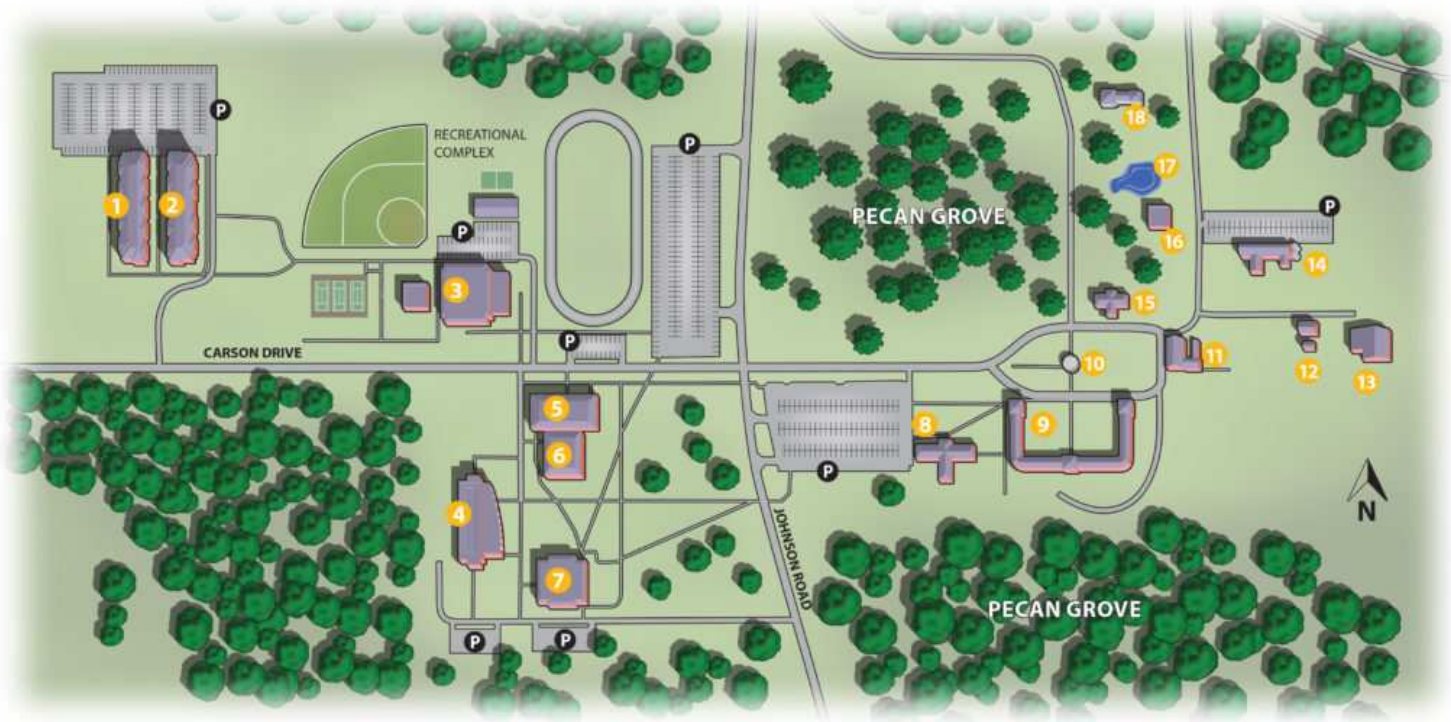 P
P
RECREATIONAL
COMPLEX
18
17
1
2
P
PECAN GROVE
16
P
P
14
3
15
CARSON DRIVE
P
10
11
12
13
5
8
9
6
P
4
JOHNSON ROAD
N
7
PECAN GROVE
P
P